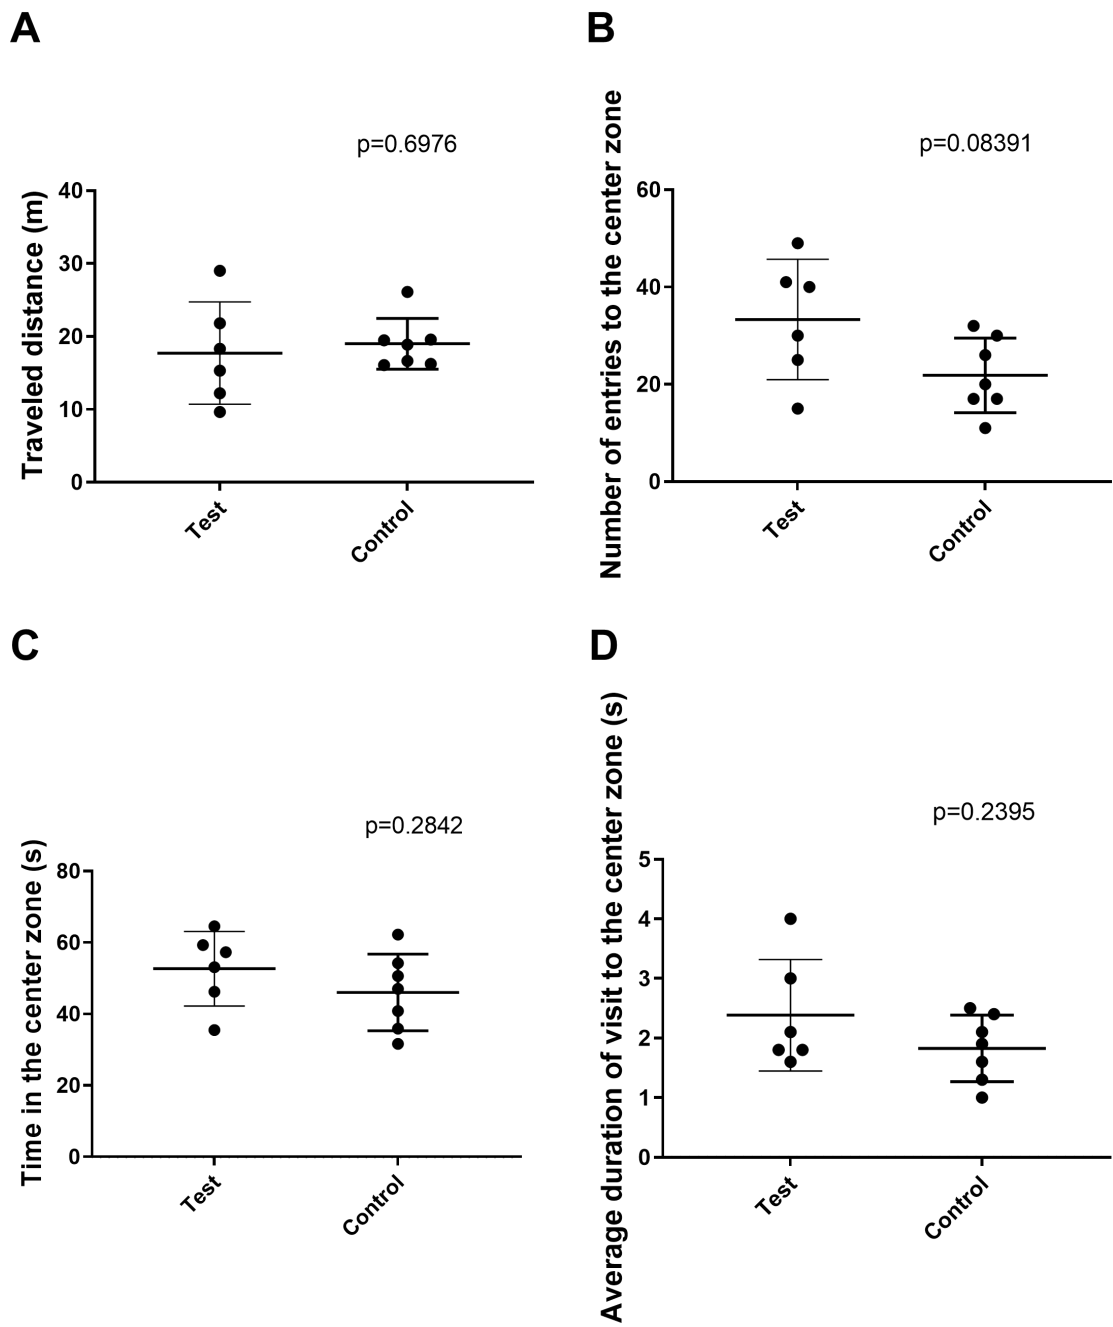 A
p=0.6976
Traveled distance (m)
40
30
20
10
0
Test
Control
B
p=0.08391
Number of entries to the center zone
60
40
20
0
Test
Control
C
p=0.2842
Time in the center zone (s)
80
60
40
20
0
Test
Control
D
p=0.2395
Average duration of visit to the center zone (s)
5
4
3
2
1
0
Test
Control